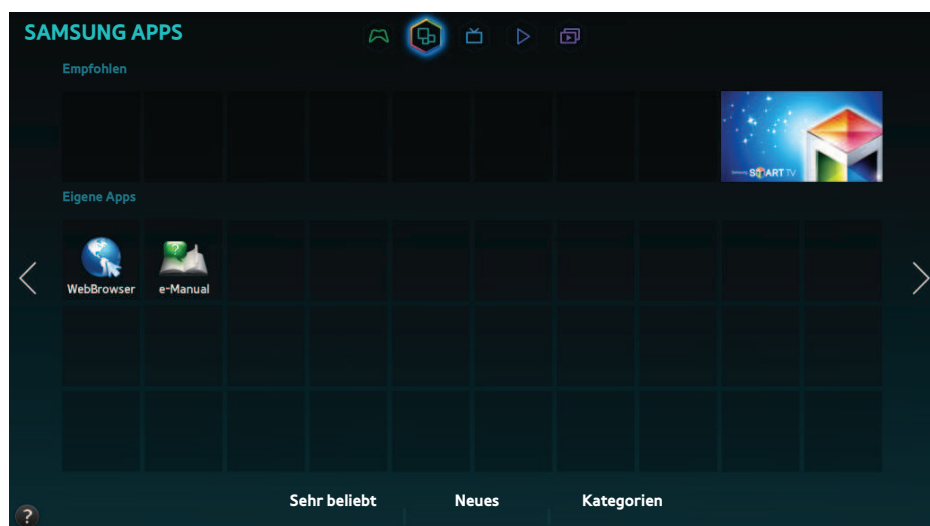 SAMSUNG APPS
Empfohlen
SMART TV
Eigene Apps
WebBrowser e-Manual
Sehr beliebt Neues Kategorien
?